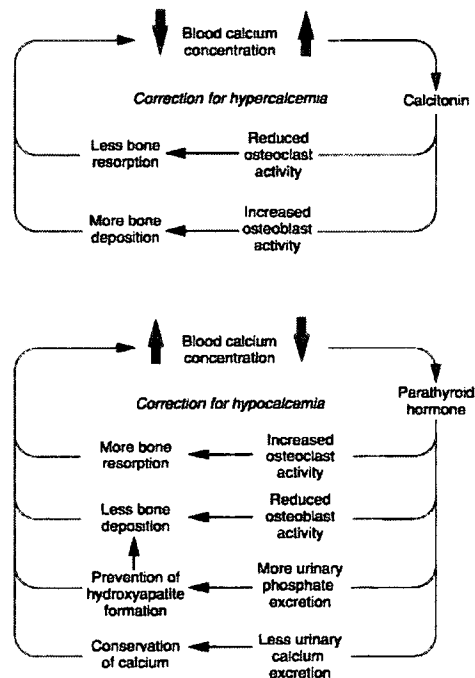 Blood calcium
concentration
Correction for hypercalcemia
Calcitonin
Less bone
resorption
Reduced
osteoclast
activity
More bone
deposition
Increased
osteoblast
activity
Blood calcium
concentration
Parathyroid
hormone
Correction for hypocalcemia
More bone
resorption
Increased
osteoclast
activity
Less bone
deposition
Reduced
osteoblast
activity
Prevention of
hydroxyapatite
formation
More urinary
phosphate
excretion
Conservation
of calcium
Less urinary
calcium
excretion